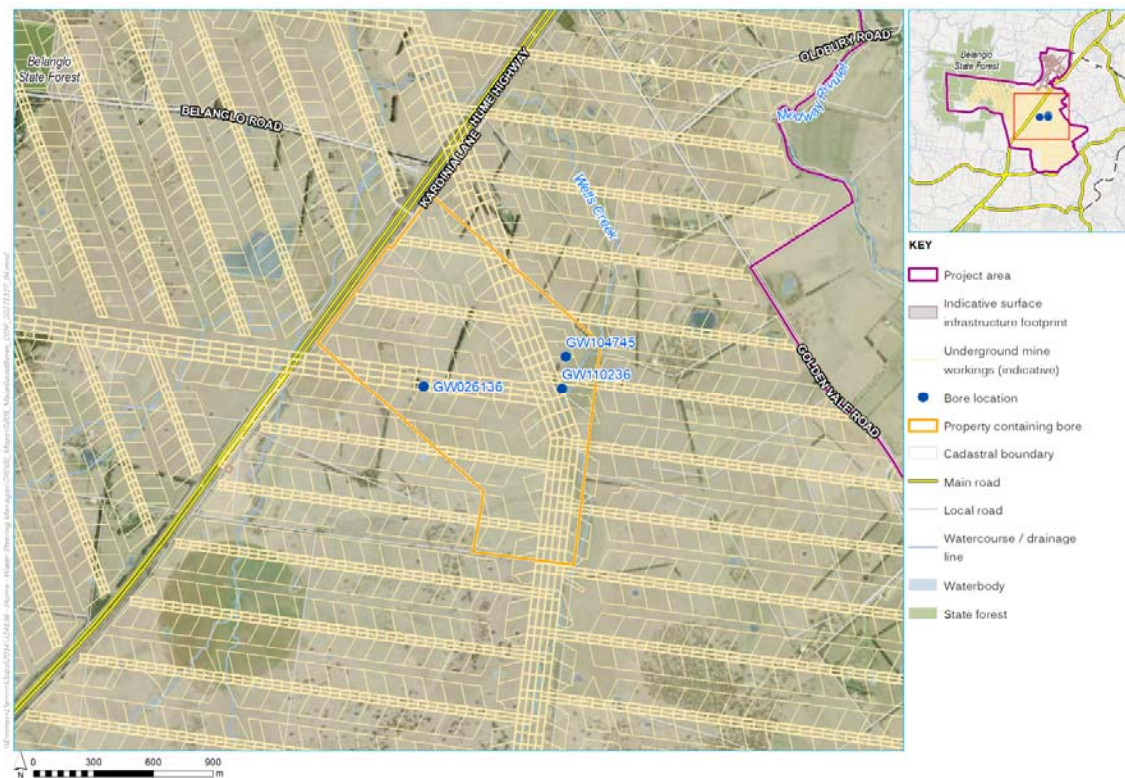 Belanglo
State Forest
BELANGLO ROAD
HUME HIGHWAY
KARDINIA LANE
OLDBURY ROAD
Medway Rivulet
Wells Creek
GOLDEN VALE ROAD
GW104745
GW110236
GW026136
Belanglo
State Forest
KEY
Project area
Indicative surface
infrastructure footprint
Underground mine
workings (indicative)
Bore location
Property containing bore
Cadastral boundary
Main road
Local road
Watercourse / drainage
line
Waterbody
State forest
N
0 300 600 900
m